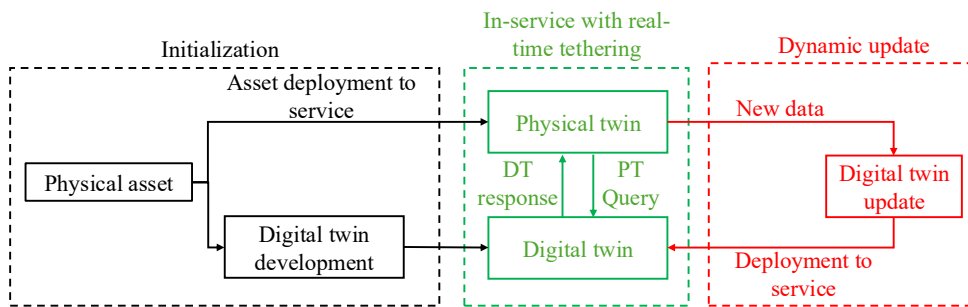 Initialization
Asset deployment to
service
Physical asset
Digital twin
development
In-service with real-
time tethering
Physical twin
DT
response
PT
Query
Digital twin
Dynamic update
New data
Digital twin
update
Deployment to
service